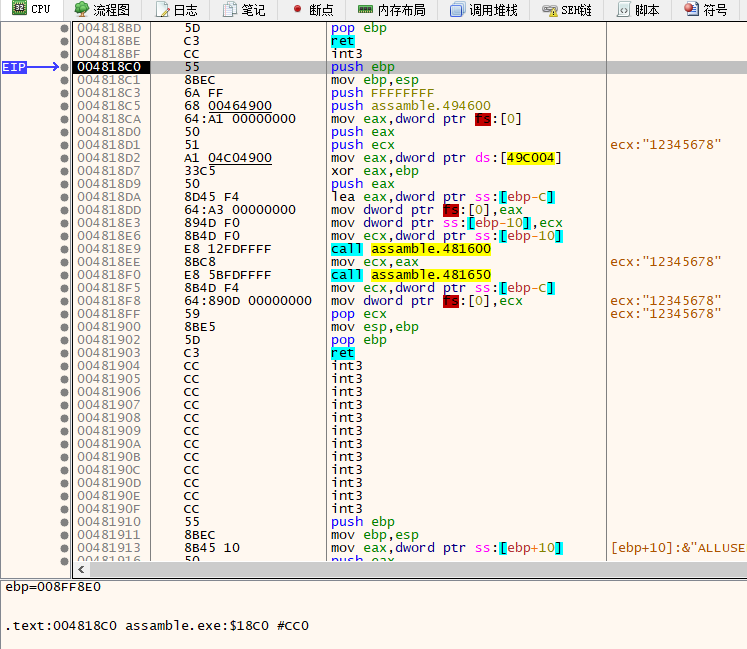 CPU 流程图 日志 笔记 断点 内存布局 调用堆栈 SEH链 脚本 符号
004818BD 5D pop ebp
004818BE C3 ret
004818BF CC int3
EIP 004818C0 55 push ebp
004818C1 8BEC mov ebp,esp
004818C3 6A FF push FFFFFFFF
004818C5 68 00464900 push assamble.494600
004818CA 64:A1 00000000 mov eax,dword ptr fs:[0]
004818D0 50 push eax
004818D1 51 push ecx ecx:"12345678"
004818D2 A1 04C04900 mov eax,dword ptr ds:[49C004]
004818D7 33C5 xor eax,ebp
004818D9 50 push eax
004818DA 8D45 F4 lea eax,dword ptr ss:[ebp-C]
004818DD 64:A3 00000000 mov dword ptr fs:[0],eax
004818E3 894D F0 mov dword ptr ss:[ebp-10],ecx
004818E6 8B4D F0 mov ecx,dword ptr ss:[ebp-10]
004818E9 E8 12FDFFFF call assamble.481600
004818EE 8BC8 mov ecx,eax ecx:"12345678"
004818F0 E8 5BFDFFFF call assamble.481650
004818F5 8B4D F4 mov ecx,dword ptr ss:[ebp-C]
004818F8 64:890D 00000000 mov dword ptr fs:[0],ecx ecx:"12345678"
004818FF 59 pop ecx ecx:"12345678"
00481900 8BE5 mov esp,ebp
00481902 5D pop ebp
00481903 C3 ret
00481904 CC int3
00481905 CC int3
00481906 CC int3
00481907 CC int3
00481908 CC int3
00481909 CC int3
0048190A CC int3
0048190B CC int3
0048190C CC int3
0048190D CC int3
0048190E CC int3
0048190F CC int3
00481910 55 push ebp
00481911 8BEC mov ebp,esp
00481913 8B45 10 mov eax,dword ptr ss:[ebp+10] [ebp+10]:&"ALLUSE
00481916 50 push eax
ebp=008FF8E0
.text:004818C0 assamble.exe:$18C0 #CC0